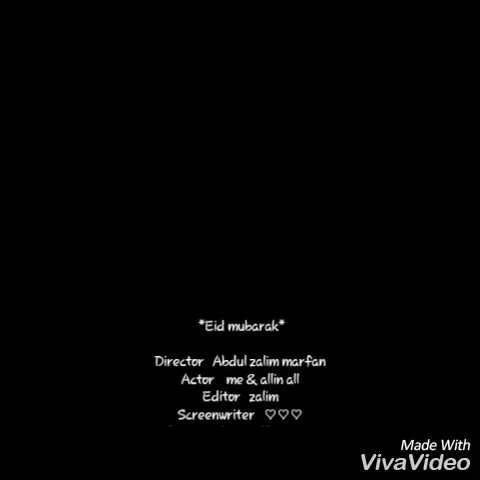 *Eid mubarak*
Director Abdul zalim marfan
Actor me & allin all
Editor zalim
Screenwriter ♡♡♡
Made With
VivaVideo